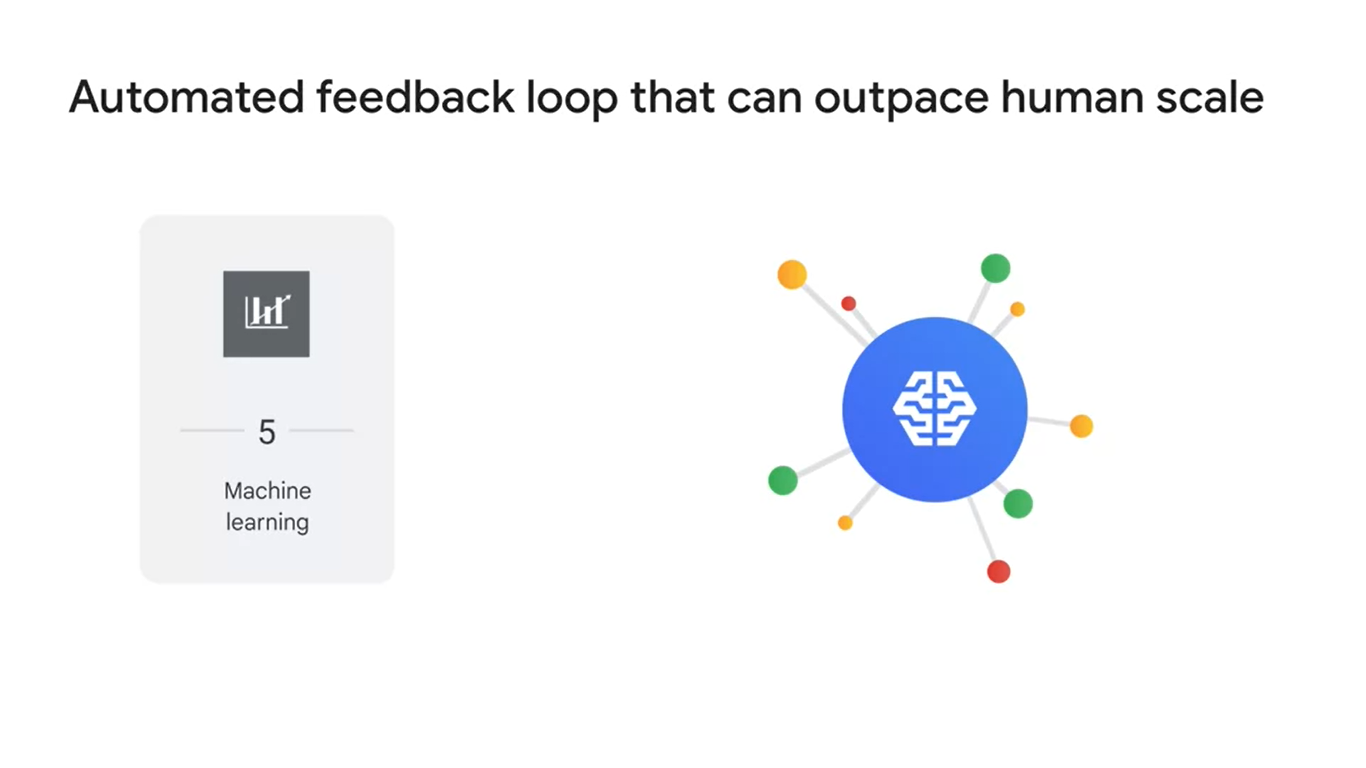 Automated feedback loop that can outpace human scale
5
Machine
learning